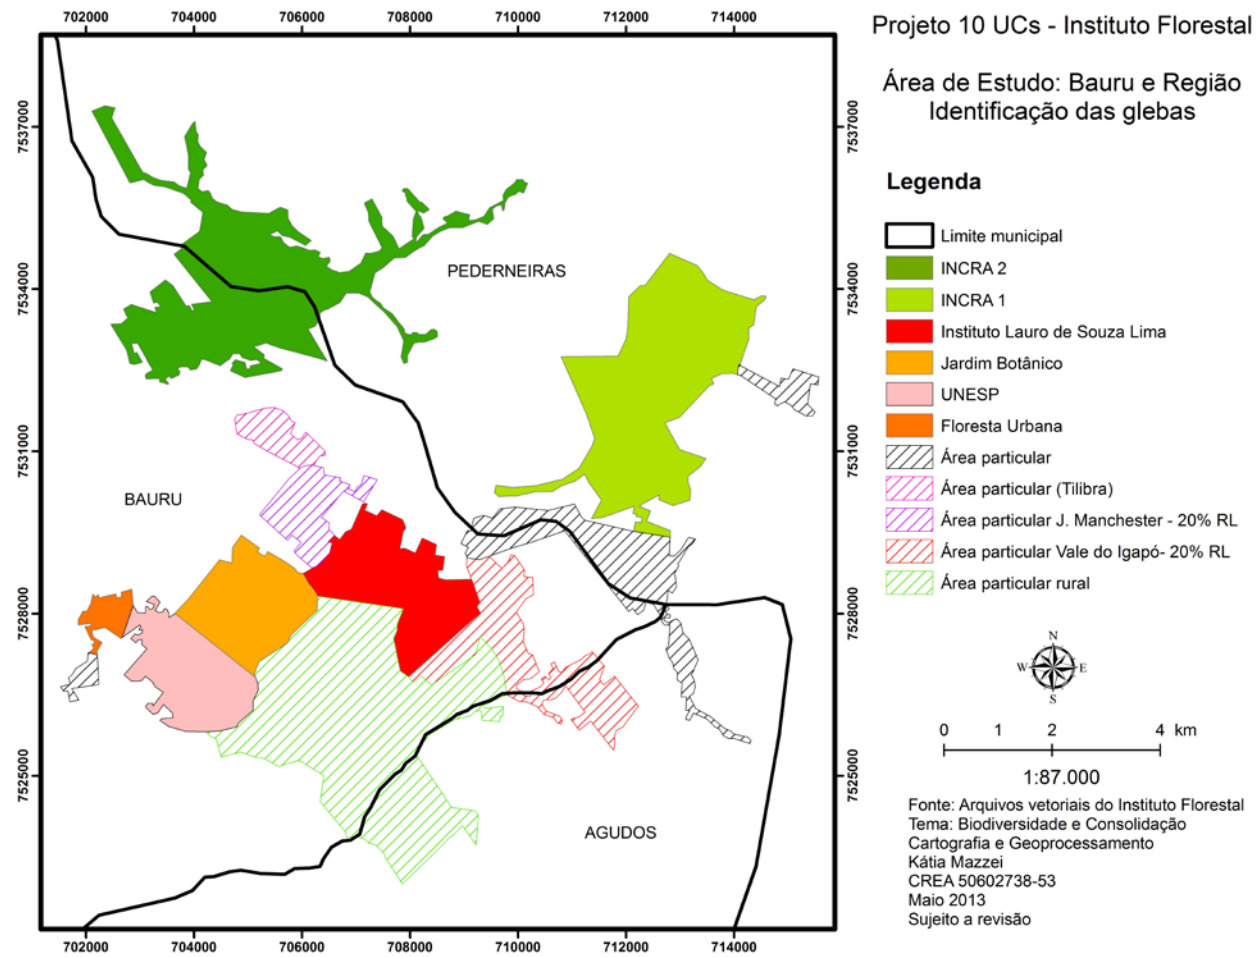 702000 704000 706000 708000 710000 712000 714000
7537000
7534000
7531000
7528000
7525000
PEDERNEIRAS
BAURU
AGUDOS
7537000
7534000
7531000
7528000
7525000
702000 704000 706000 708000 710000 712000 714000
Projeto 10 UCs - Instituto Florestal
Área de Estudo: Bauru e Região
Identificação das glebas
Legenda
Limite municipal
INCRA 2
INCRA 1
Instituto Lauro de Souza Lima
Jardim Botânico
UNESP
Floresta Urbana
Área particular
Área particular (Tilibra)
Área particular J. Manchester - 20% RL
Área particular Vale do Igapó- 20% RL
Área particular rural
N
W E
S
0 1 2 4 km
1:87.000
Fonte: Arquivos vetoriais do Instituto Florestal
Tema: Biodiversidade e Consolidação
Cartografia e Geoprocessamento
Kátia Mazzei
CREA 50602738-53
Maio 2013
Sujeito a revisão